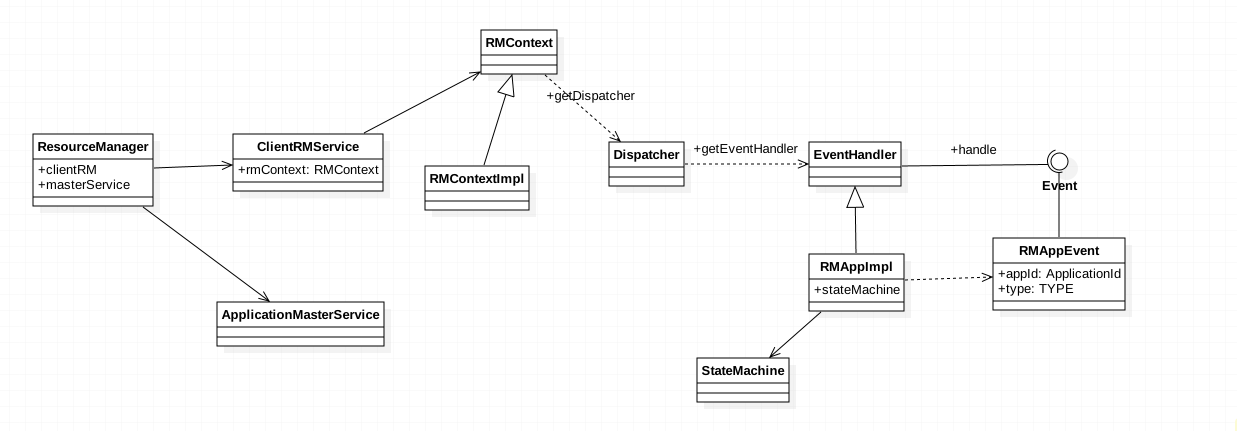 RMContext
+getDispatcher
ResourceManager
+clientRM
+masterService
ClientRMService
+rmContext: RMContext
RMContextImpl
Dispatcher
+getEventHandler
EventHandler
+handle
Event
RMAppImpl
+stateMachine
RMAppEvent
+appId: ApplicationId
+type: TYPE
ApplicationMasterService
StateMachine